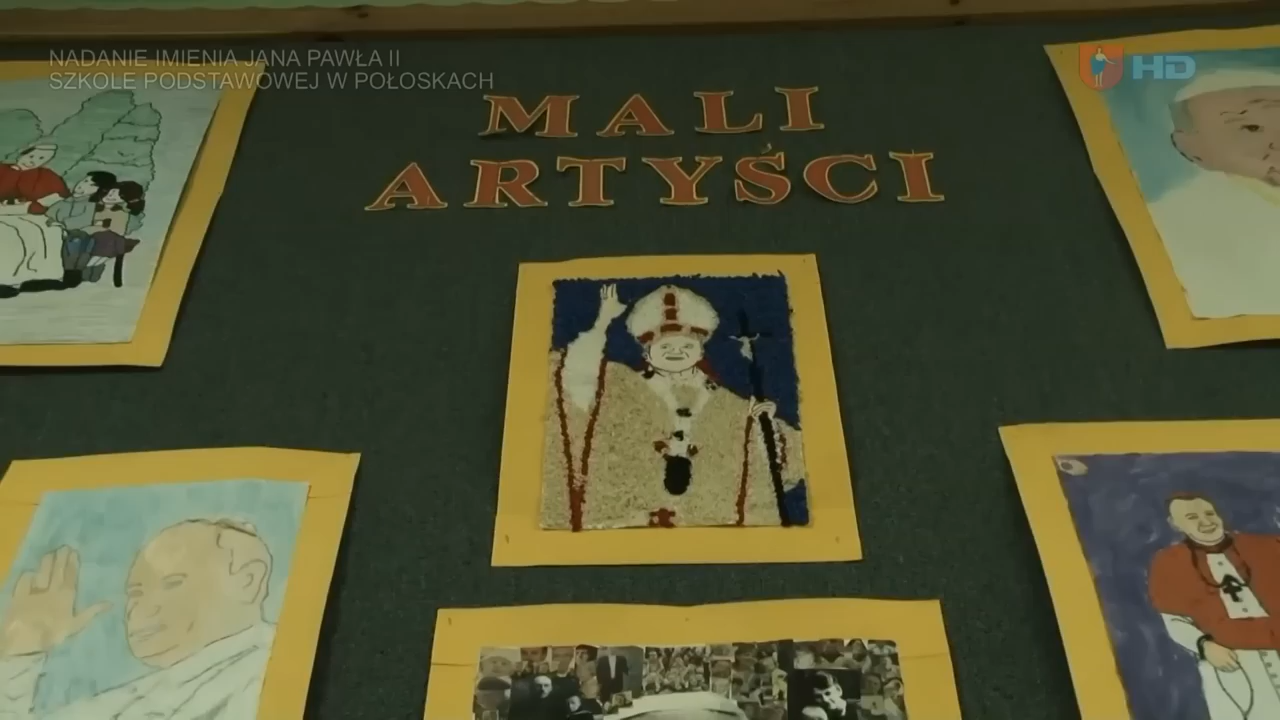 NADANIE IMIENIA JANA PAWŁA II
SZKOLE PODSTAWOWEJ W POŁOSKACH
HD
MALI
ARTYŚCI